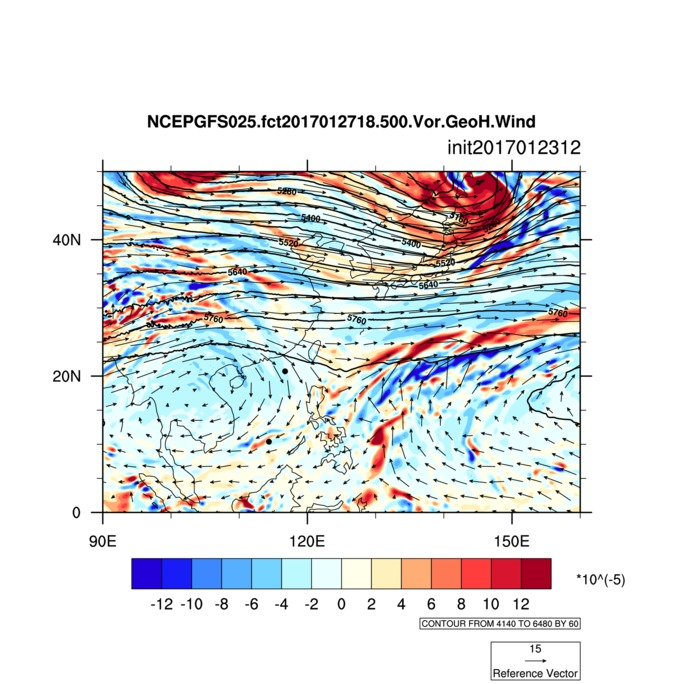 NCEPGFS025.fct2017012718.500.Vor.GeoH.Wind
init2017012312
5280
5400
5760
5520
5400
5520
5640
5640
5760
5760
5760
40N
20N
0
90E 120E 150E
-12 -10 -8 -6 -4 -2 0 2 4 6 8 10 12
*10^(-5)
CONTOUR FROM 4140 TO 6480 BY 60
15
Reference Vector